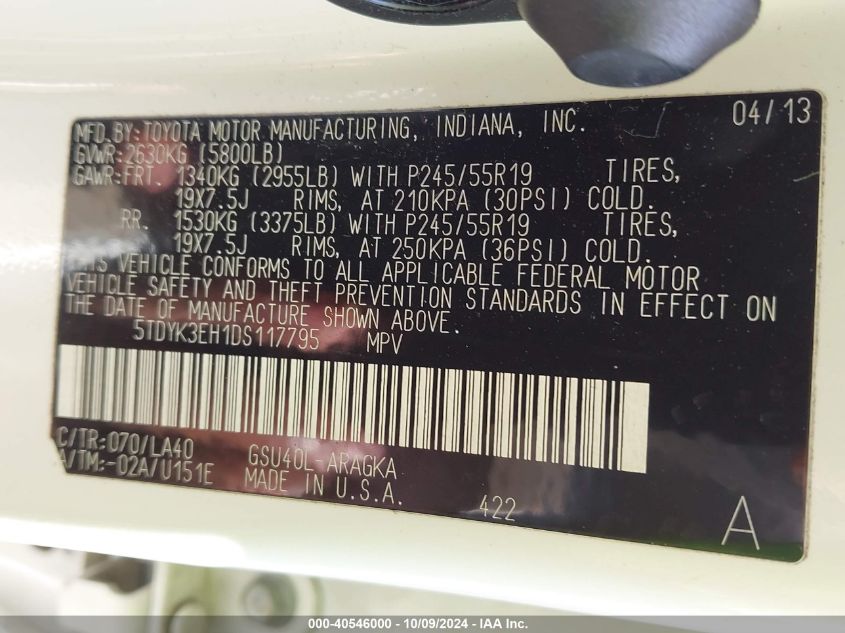 MFD. BY: TOYOTA MOTOR MANUFACTURING, INDIANA, INC. 04/13
GVWR: 2630KG (5800LB)
GAWR: FRT. 1340KG (2955LB) WITH P245/55R19 TIRES,
19X7.5J RIMS, AT 210KPA (30PSI) COLD.
RR. 1530KG (3375LB) WITH P245/55R19 TIRES,
19X7.5J RIMS, AT 250KPA (36PSI) COLD.
THIS VEHICLE CONFORMS TO ALL APPLICABLE FEDERAL MOTOR
VEHICLE SAFETY AND THEFT PREVENTION STANDARDS IN EFFECT ON
THE DATE OF MANUFACTURE SHOWN ABOVE.
5TDYK3EH1DS117795 MPV
C/TR: 070/LA40 GSU40L-ARAGKA
A/TM: -02A/U151E MADE IN U.S.A. 422 A
000-40546000 - 10/09/2024 - IAA Inc.